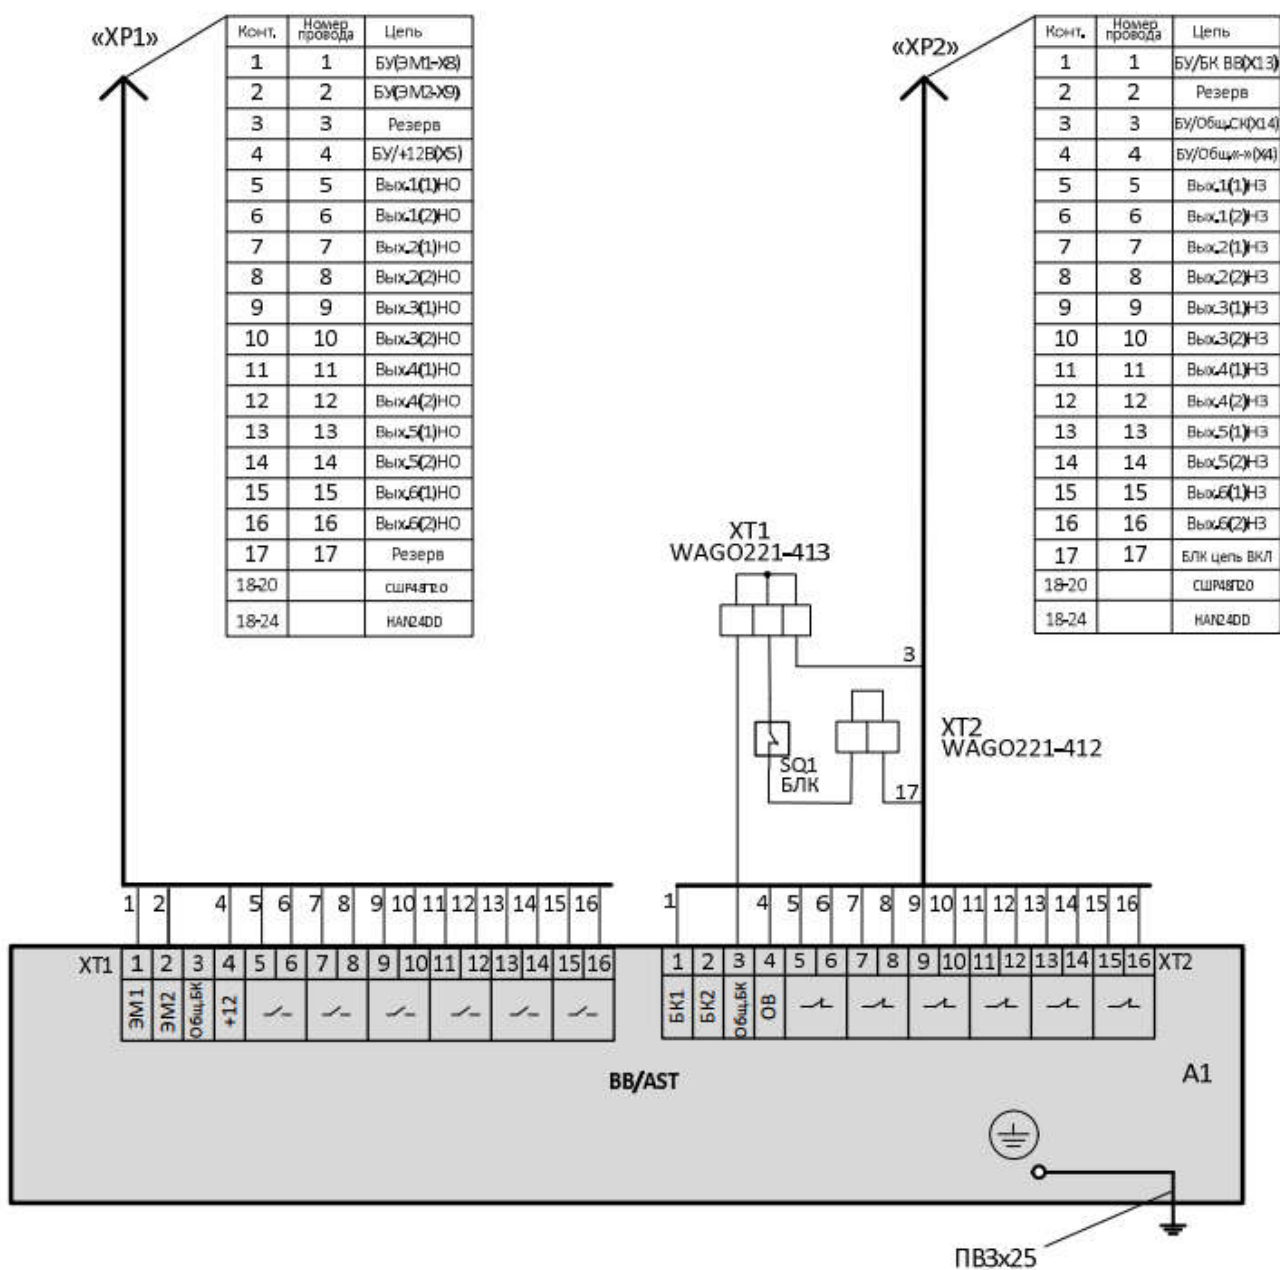 «ХР1»
Конт. Номер провода Цепь
1 1 БУ(ЭМ1-Х8)
2 2 БУ(ЭМ2-Х9)
3 3 Резерв
4 4 БУ/+12В(Х5)
5 5 Вых.1(1)НО
6 6 Вых.1(2)НО
7 7 Вых.2(1)НО
8 8 Вых.2(2)НО
9 9 Вых.3(1)НО
10 10 Вых.3(2)НО
11 11 Вых.4(1)НО
12 12 Вых.4(2)НО
13 13 Вых.5(1)НО
14 14 Вых.5(2)НО
15 15 Вых.6(1)НО
16 16 Вых.6(2)НО
17 17 Резерв
18-20 СШР48П20
18-24 HAN24DD
«ХР2»
Конт. Номер провода Цепь
1 1 БУ/БК ВВ(Х13)
2 2 Резерв
3 3 БУ/Общ.СК(Х14)
4 4 БУ/Общ.«-»(Х4)
5 5 Вых.1(1)НЗ
6 6 Вых.1(2)НЗ
7 7 Вых.2(1)НЗ
8 8 Вых.2(2)НЗ
9 9 Вых.3(1)НЗ
10 10 Вых.3(2)НЗ
11 11 Вых.4(1)НЗ
12 12 Вых.4(2)НЗ
13 13 Вых.5(1)НЗ
14 14 Вых.5(2)НЗ
15 15 Вых.6(1)НЗ
16 16 Вых.6(2)НЗ
17 17 БЛК цепь ВКЛ
18-20 СШР48П20
18-24 HAN24DD
ХТ1
WAGO221-413
3
ХТ2
WAGO221-412
SQ1
БЛК
17
1 2 4 5 6 7 8 9 10 11 12 13 14 15 16
1 4 5 6 7 8 9 10 11 12 13 14 15 16
ХТ1 1 2 3 4 5 6 7 8 9 10 11 12 13 14 15 16
1 2 3 4 5 6 7 8 9 10 11 12 13 14 15 16 ХТ2
ЭМ1 ЭМ2 Общ.БК +12
БК1 БК2 Общ.БК ОВ
BB/AST
А1
ПВ3х25